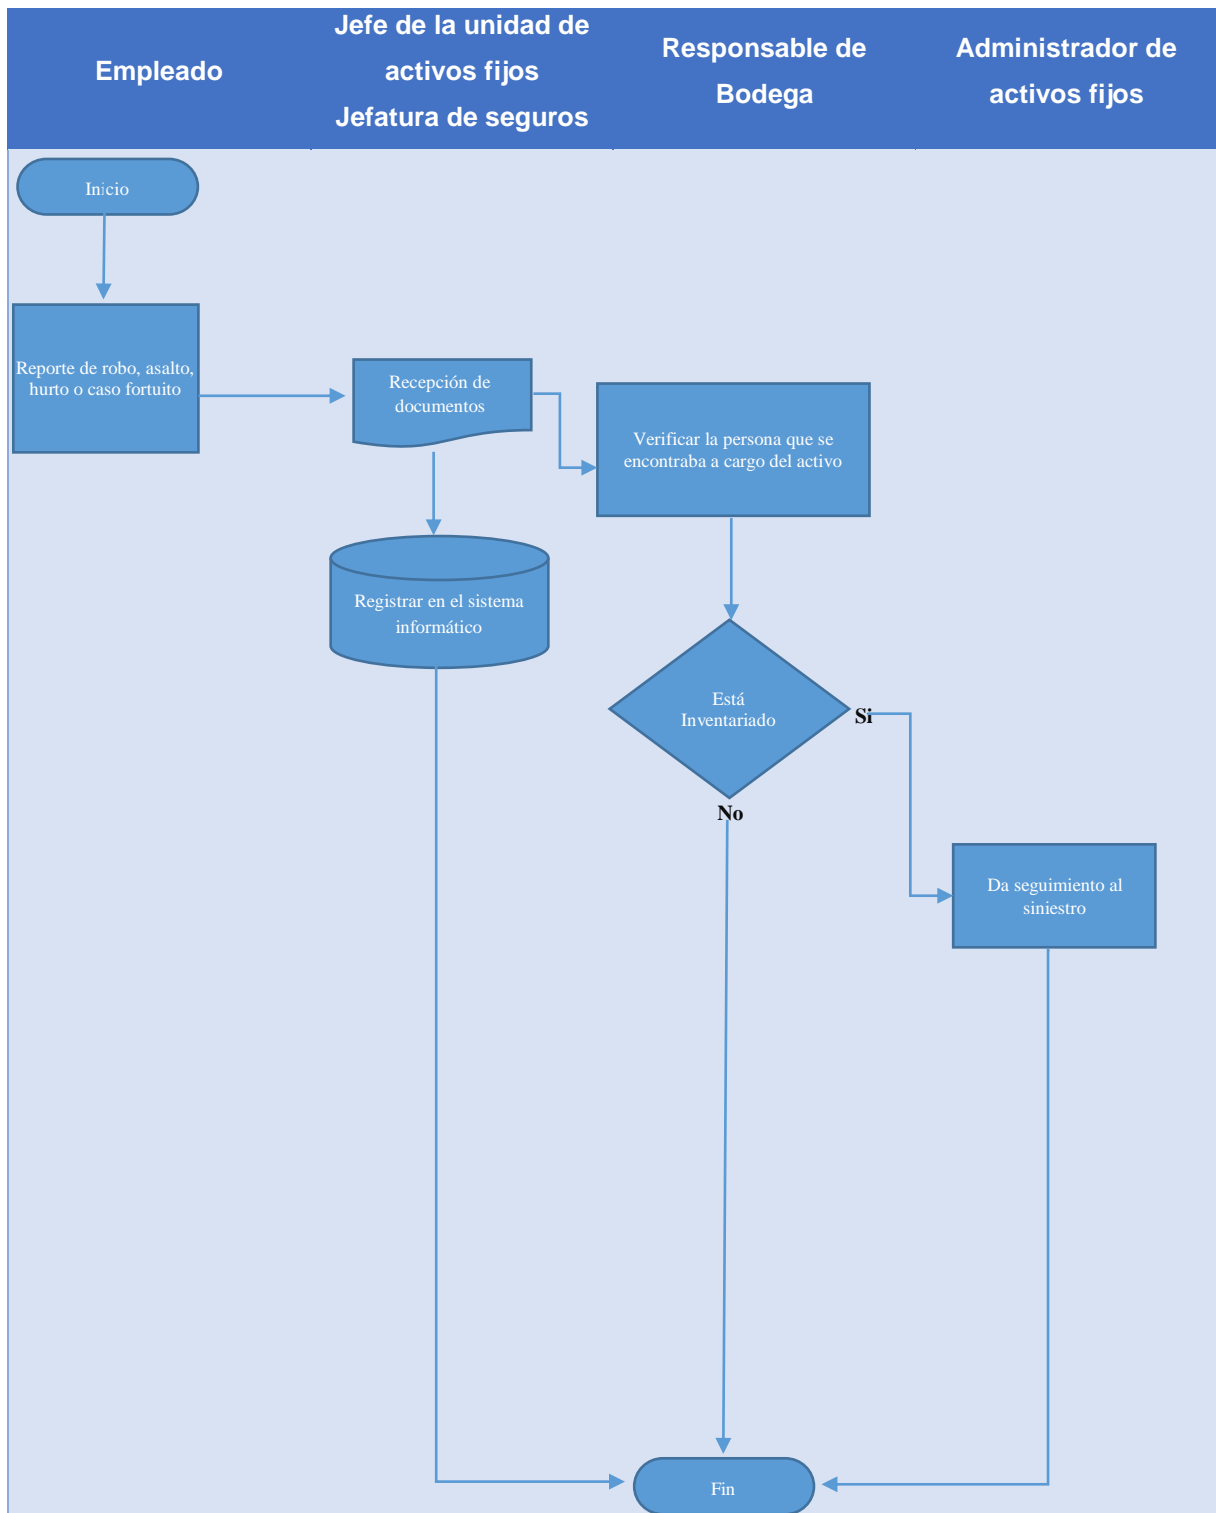 Empleado
Jefe de la unidad de
activos fijos
Jefatura de seguros
Responsable de
Bodega
Administrador de
activos fijos
Inicio
Reporte de robo, asalto,
hurto o caso fortuito
Recepción de
documentos
Verificar la persona que se
encontraba a cargo del activo
Registrar en el sistema
informático
Está
Inventariado
Si
No
Da seguimiento al
siniestro
Fin